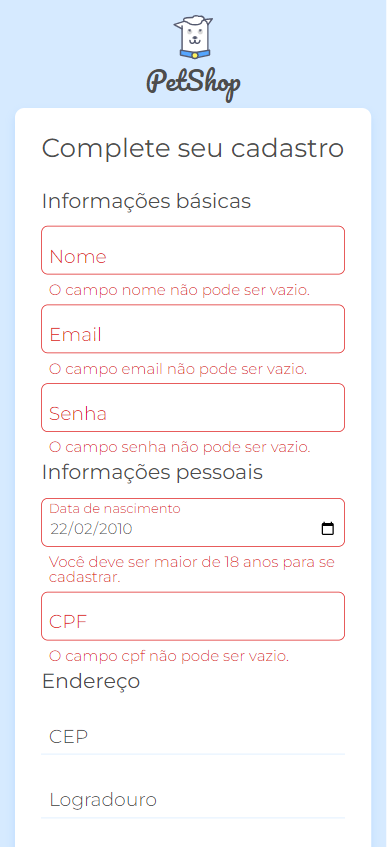 PetShop
Complete seu cadastro
Informações básicas
Nome
O campo nome não pode ser vazio.
Email
O campo email não pode ser vazio.
Senha
O campo senha não pode ser vazio.
Informações pessoais
Data de nascimento
22/02/2010
Você deve ser maior de 18 anos para se
cadastrar.
CPF
O campo cpf não pode ser vazio.
Endereço
CEP
Logradouro